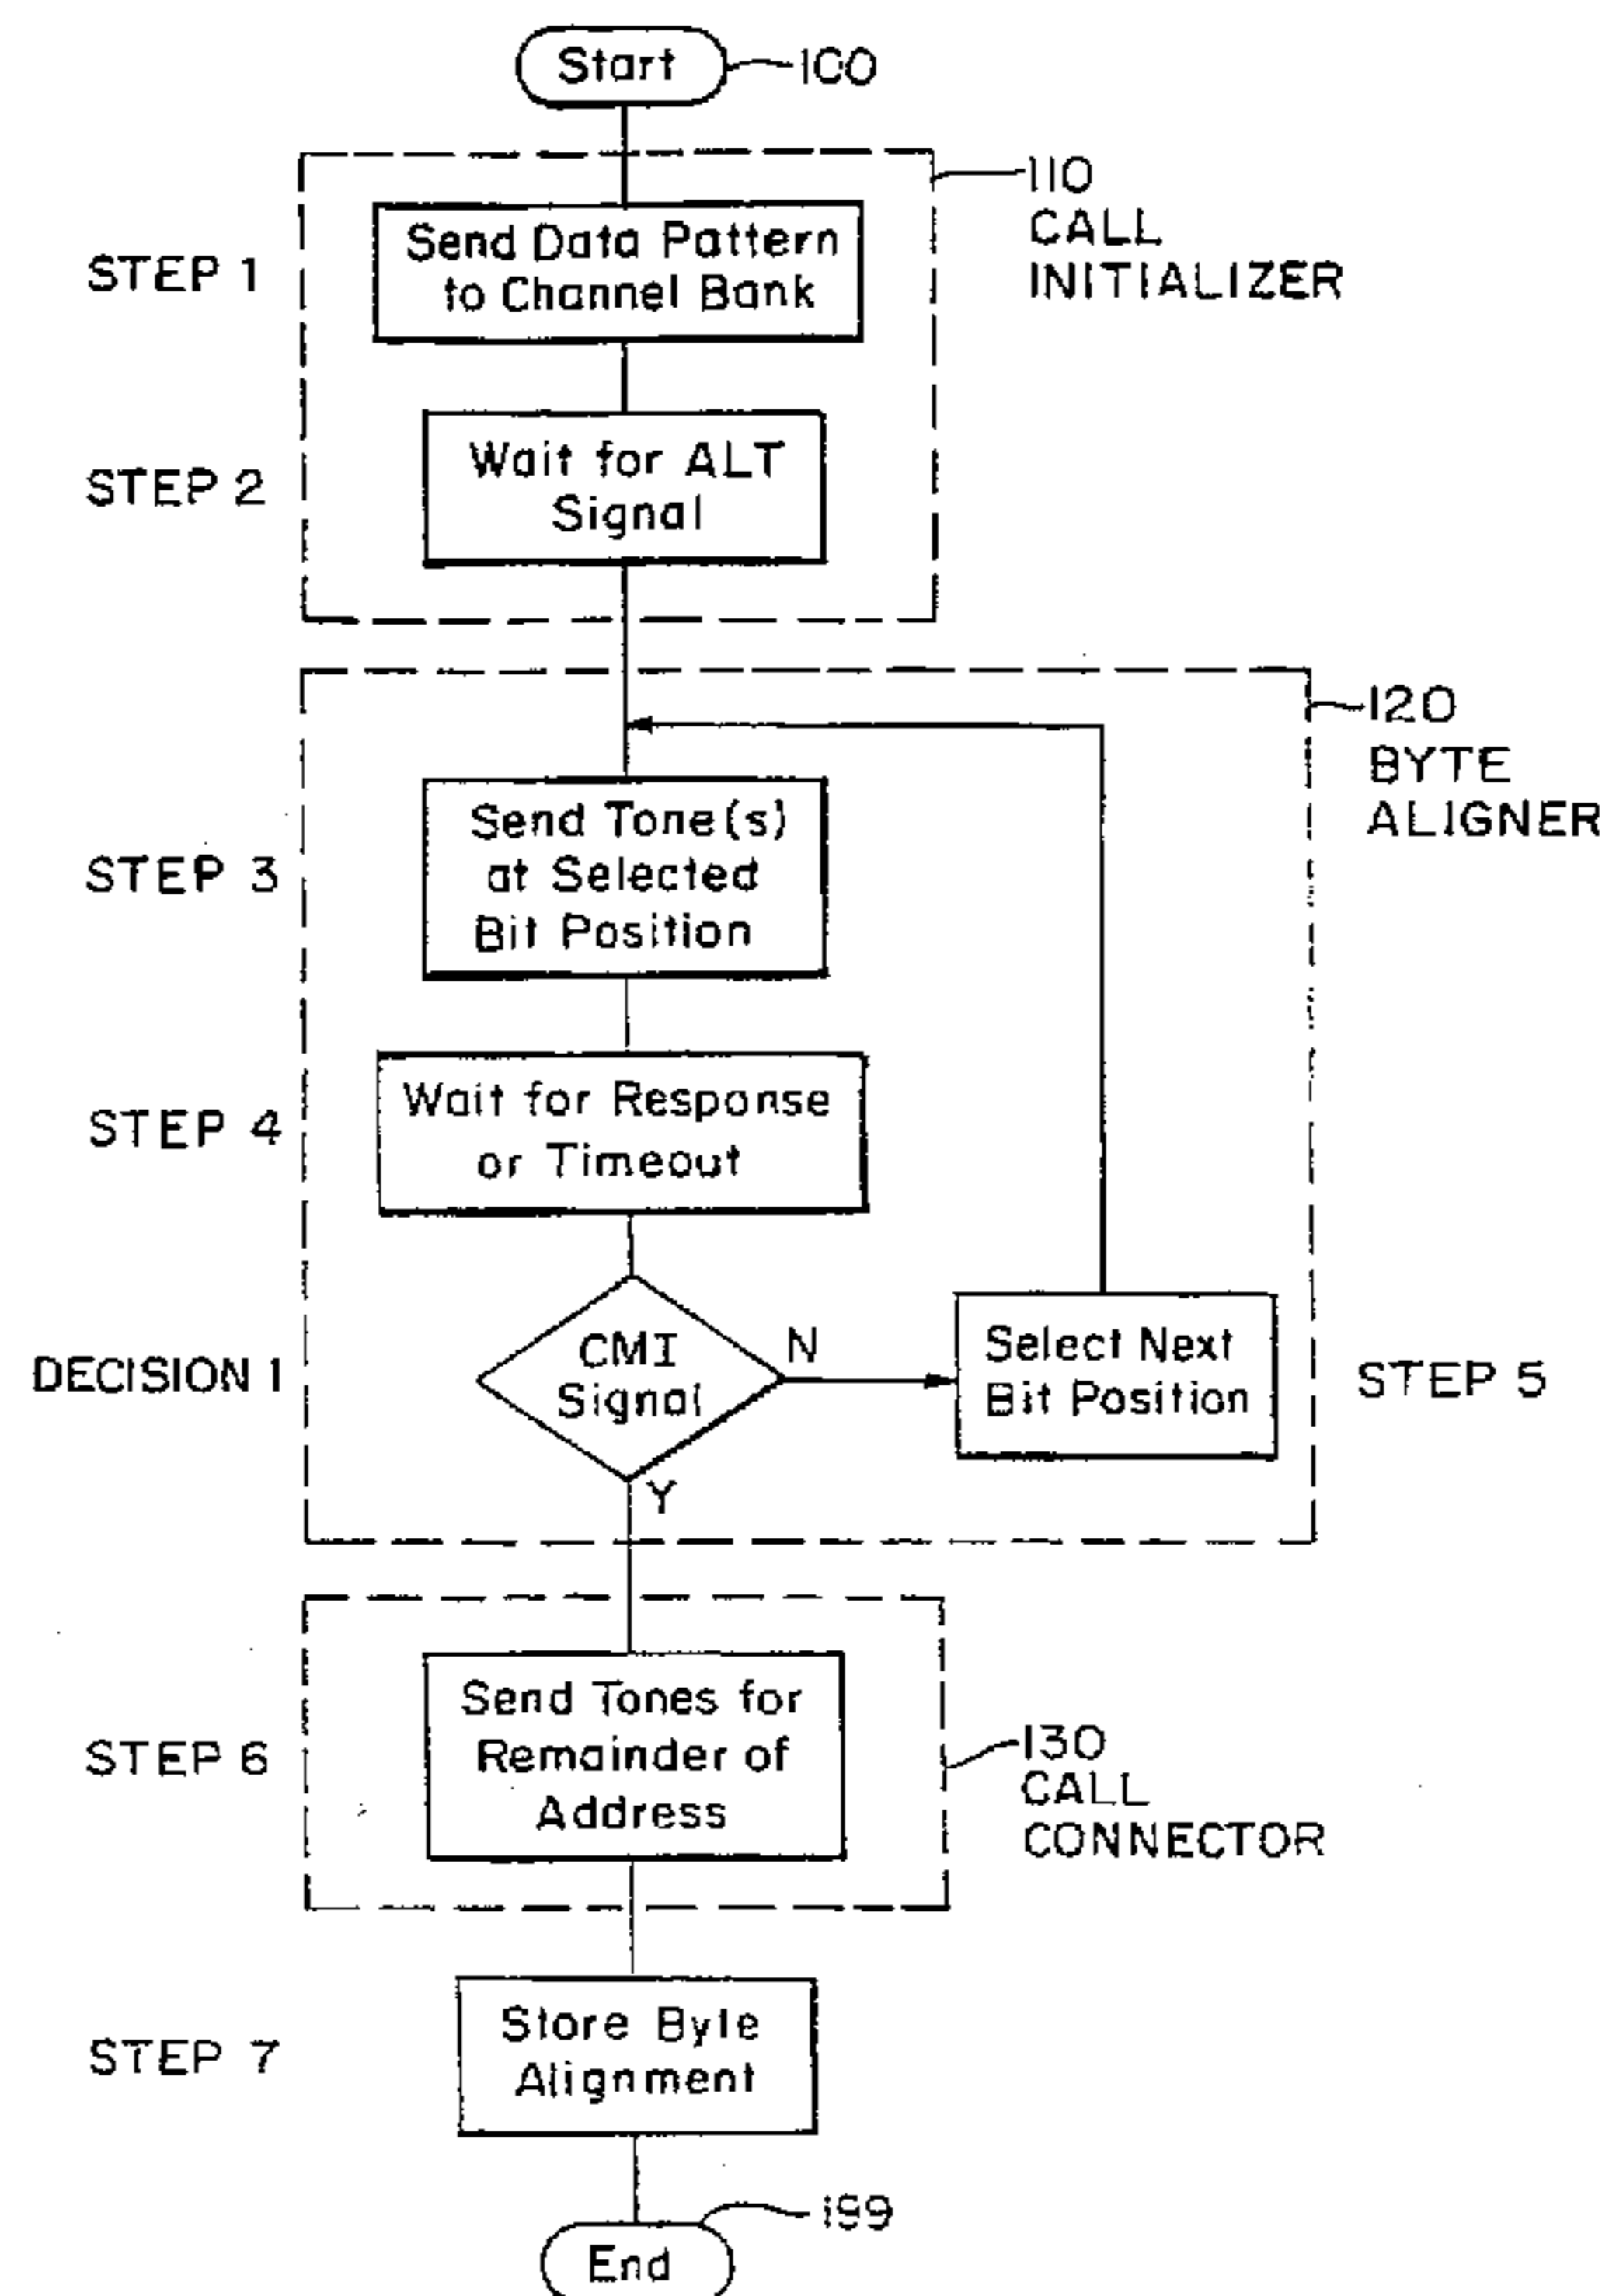 Start
100
110
CALL
INITIALIZER
STEP 1
Send Data Pattern
to Channel Bank
STEP 2
Wait for ALT
Signal
120
BYTE
ALIGNER
STEP 3
Send Tone(s)
at Selected
Bit Position
STEP 4
Wait for Response
or Timeout
DECISION 1
CMI
Signal
N
Y
Select Next
Bit Position
STEP 5
STEP 6
Send Tones for
Remainder of
Address
130
CALL
CONNECTOR
STEP 7
Store Byte
Alignment
199
End